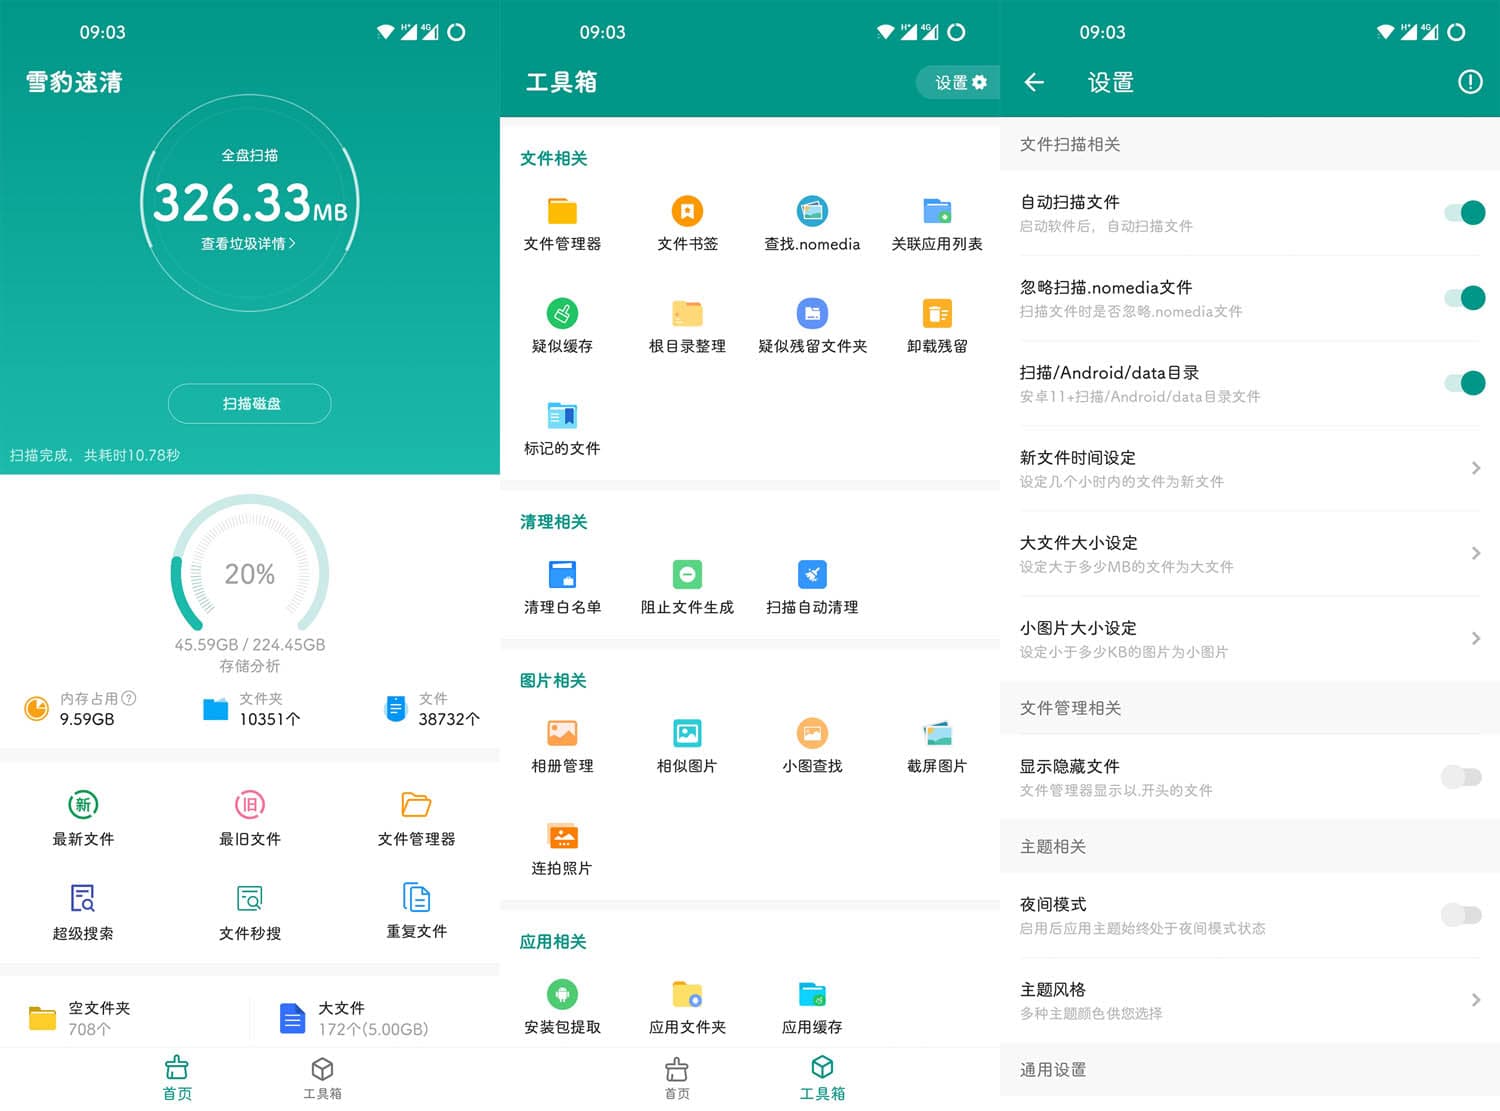 09:03
H+ 4G
雪豹速清
全盘扫描
326.33MB
查看垃圾详情
扫描磁盘
扫描完成，共耗时10.78秒
20%
45.59GB / 224.45GB
存储分析
内存占用?
9.59GB
文件夹
10351个
文件
38732个
新
最新文件
旧
最旧文件
文件管理器
超级搜索
文件秒搜
重复文件
空文件夹
708个
大文件
172个(5.00GB)
首页
工具箱
09:03
H+ 4G
工具箱
设置
文件相关
文件管理器
文件书签
查找.nomedia
关联应用列表
疑似缓存
根目录整理
疑似残留文件夹
卸载残留
标记的文件
清理相关
清理白名单
阻止文件生成
扫描自动清理
图片相关
相册管理
相似图片
小图查找
截屏图片
连拍照片
应用相关
安装包提取
应用文件夹
应用缓存
首页
工具箱
09:03
H+ 4G
设置
文件扫描相关
自动扫描文件
启动软件后，自动扫描文件
忽略扫描.nomedia文件
扫描文件时是否忽略.nomedia文件
扫描/Android/data目录
安卓11+扫描/Android/data目录文件
新文件时间设定
设定几个小时内的文件为新文件
大文件大小设定
设定大于多少MB的文件为大文件
小图片大小设定
设定小于多少KB的图片为小图片
文件管理相关
显示隐藏文件
文件管理器显示以.开头的文件
主题相关
夜间模式
启用后应用主题始终处于夜间模式状态
主题风格
多种主题颜色供您选择
通用设置